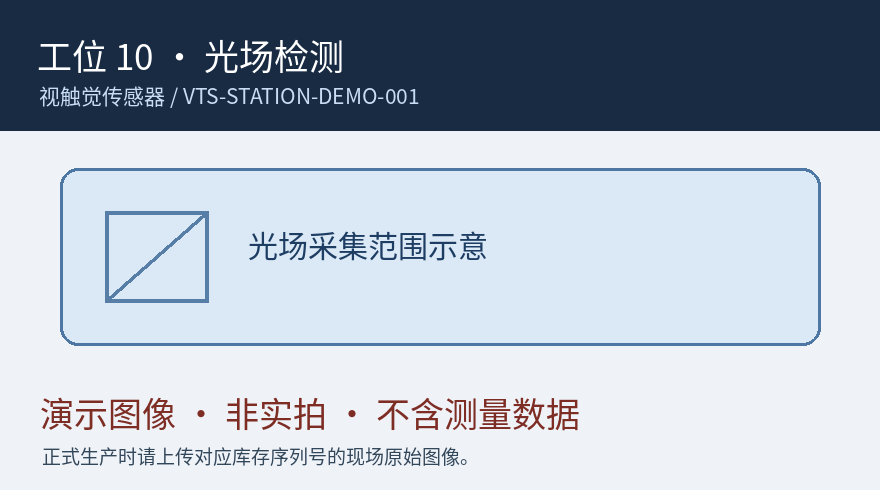 工位 10 · 光场检测
视触觉传感器 / VTS-STATION-DEMO-001
光场采集范围示意
演示图像 · 非实拍 · 不含测量数据
正式生产时请上传对应库存序列号的现场原始图像。